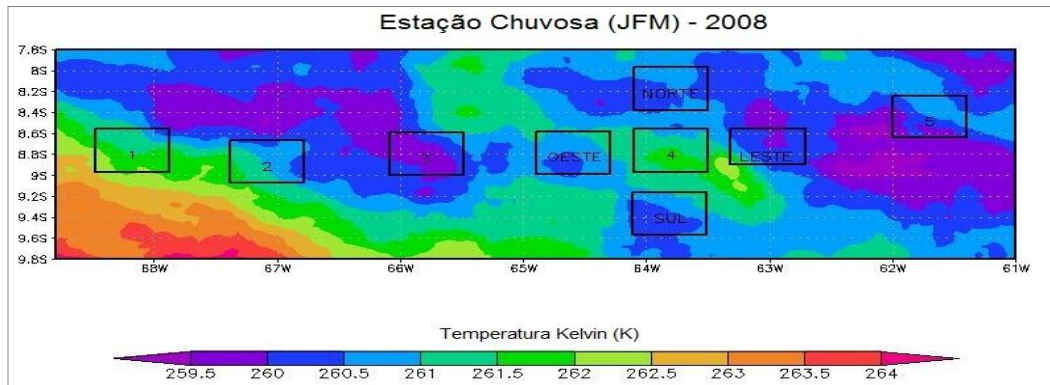 Estação Chuvosa (JFM) - 2008
7.8S
8S
8.2S
8.4S
8.6S
8.8S
9S
9.2S
9.4S
9.6S
9.8S
NORTE
5
1
2
3
OESTE
4
LESTE
SUL
68W 67W 66W 65W 64W 63W 62W 61W
Temperatura Kelvin (K)
259.5 260 260.5 261 261.5 262 262.5 263 263.5 264